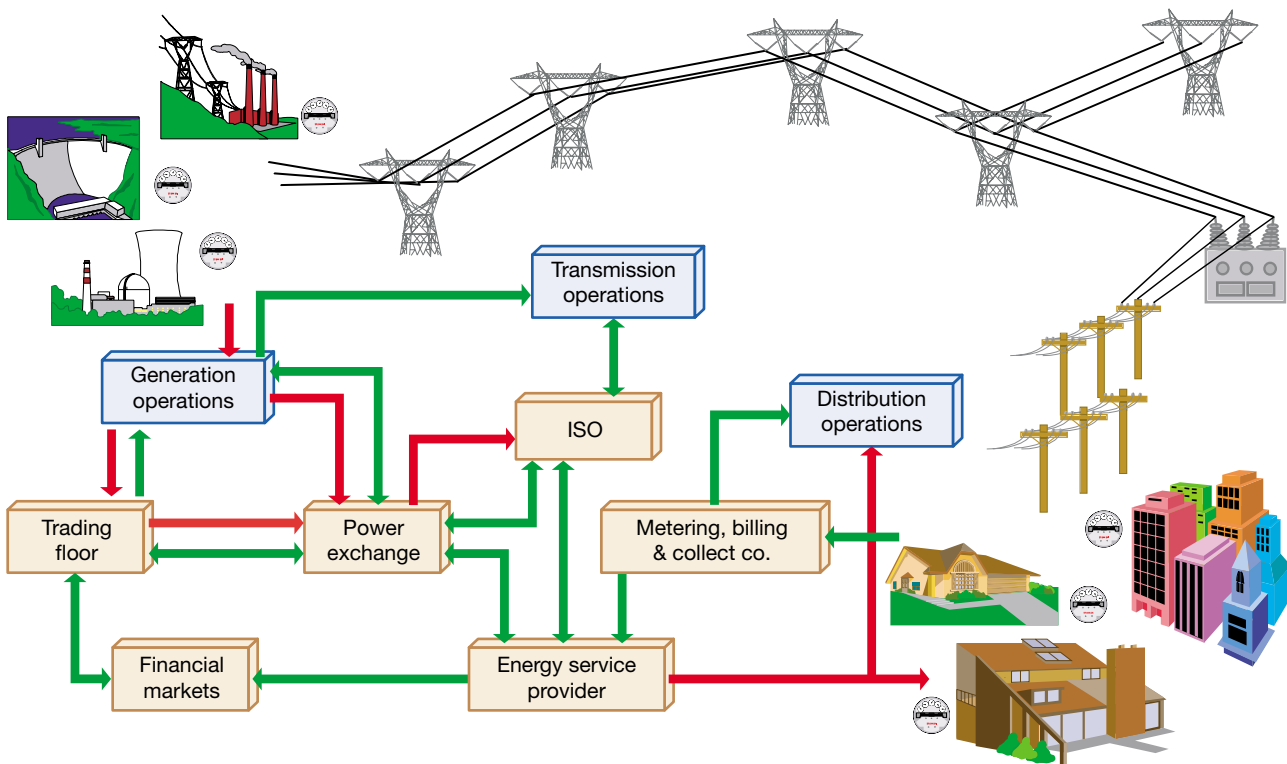 Transmission
operations
Generation
operations
Distribution
operations
ISO
Trading
floor
Power
exchange
Metering, billing
& collect co.
Financial
markets
Energy service
provider